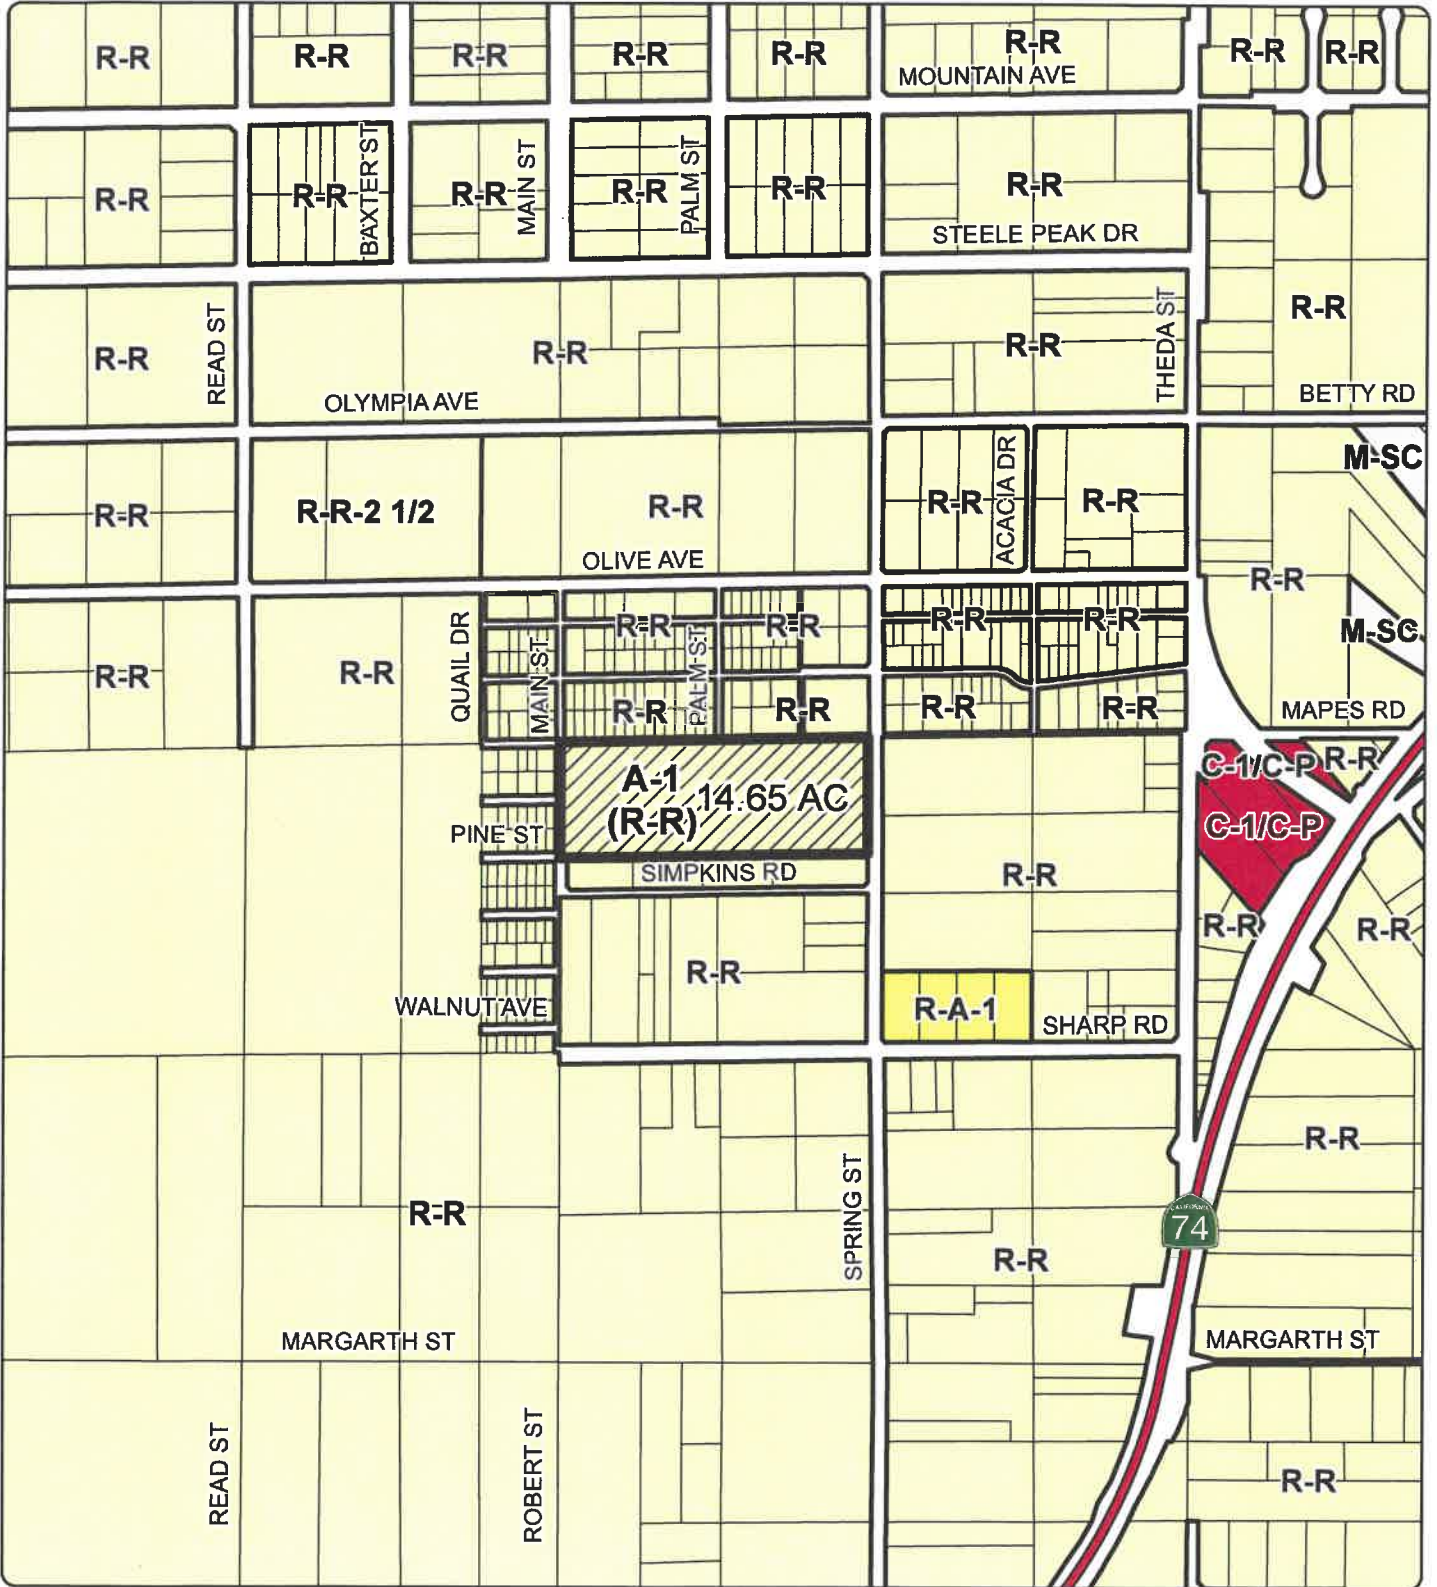 R-R
R-R
R-R
R-R
R-R
R-R
R-R
R-R
MOUNTAIN AVE
R-R
R-R
BAXTER ST
R-R
MAIN ST
R-R
PALM ST
R-R
R-R
STEELE PEAK DR
R-R
READ ST
R-R
R-R
THEDA ST
R-R
OLYMPIA AVE
BETTY RD
R-R
R-R-2 1/2
R-R
R-R
ACACIA DR
R-R
M-SC
OLIVE AVE
R-R
R-R
R-R
QUAIL DR
MAIN ST
R-R
PALM ST
R-R
R-R
R-R
M-SC
R-R
R-R
R-R
R-R
MAPES RD
A-1
(R-R)
14.65 AC
C-1/C-P
R-R
PINE ST
C-1/C-P
SIMPKINS RD
R-R
R-R
R-R
R-R
WALNUT AVE
R-A-1
SHARP RD
R-R
R-R
SPRING ST
CALIFORNIA
74
R-R
MARGARTH ST
MARGARTH ST
READ ST
ROBERT ST
R-R